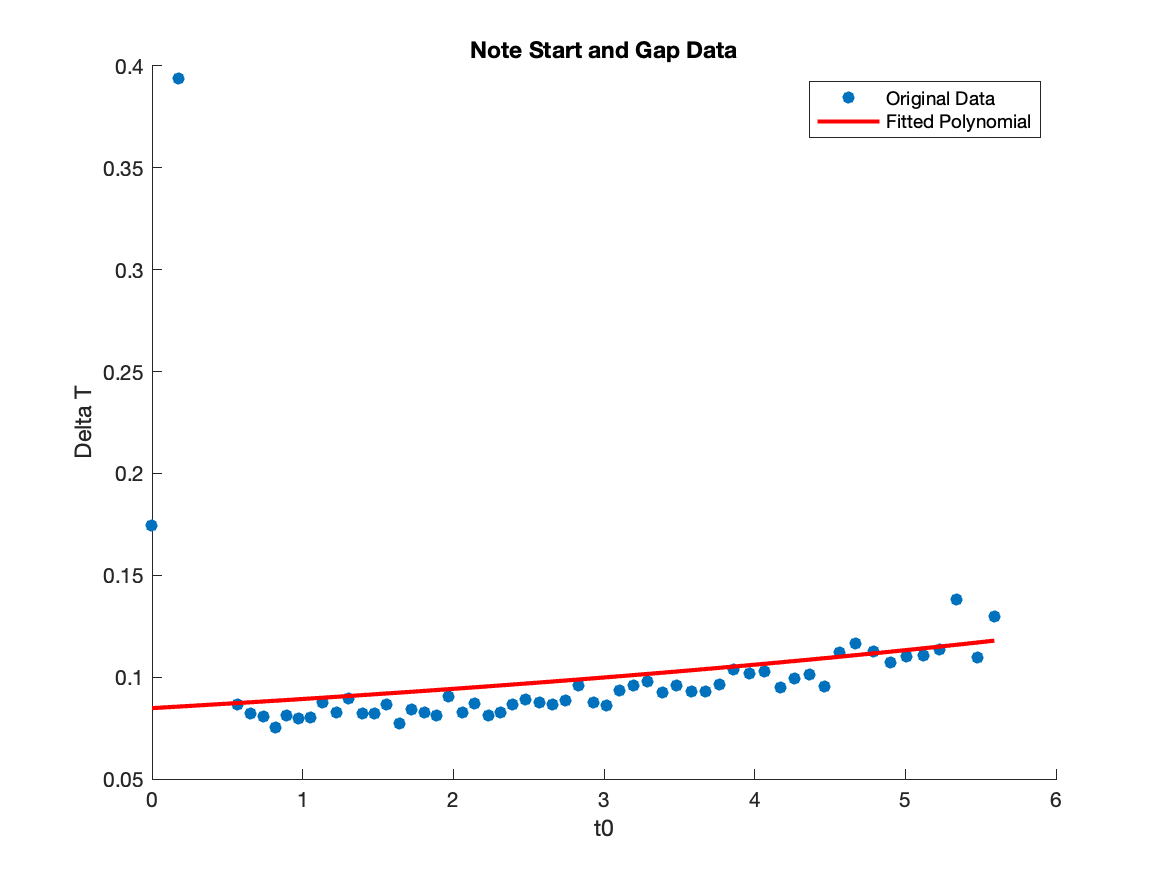 Note Start and Gap Data
Original Data
Fitted Polynomial
0.4
0.35
0.3
0.25
0.2
0.15
0.1
0.05
Delta T
0 1 2 3 4 5 6
t0